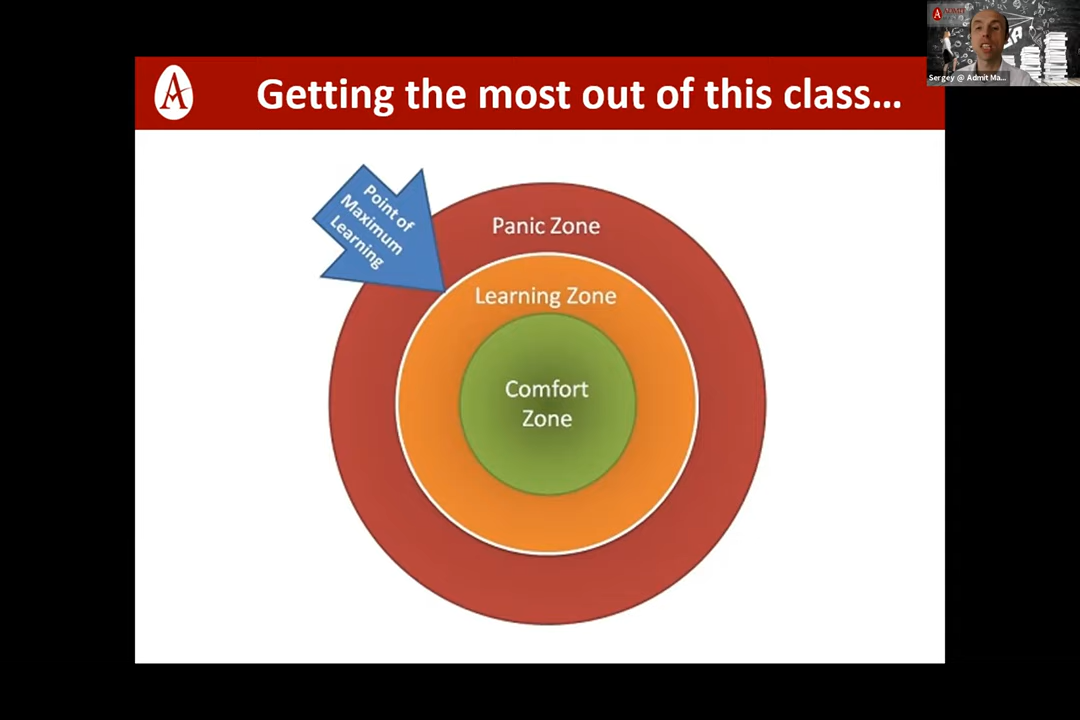 Getting the most out of this class...
ADMIT
Sergey @ Admit Ma...
Point of
Maximum
Learning
Panic Zone
Learning Zone
Comfort
Zone